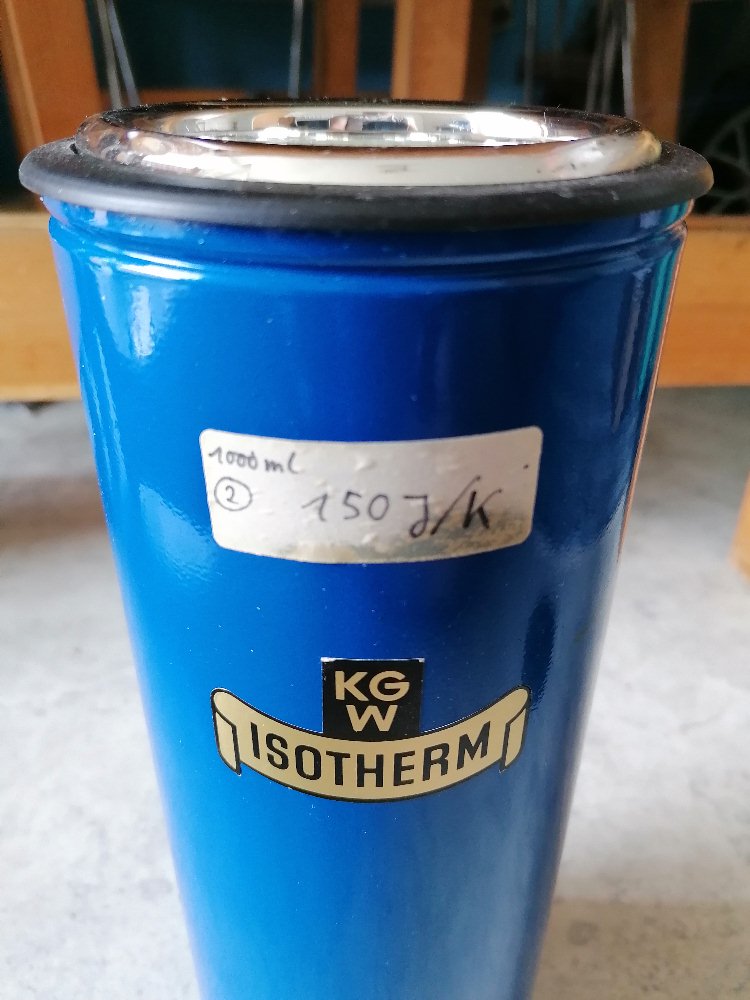 1000 ml
② 150 J/K
KG
W
ISOTHERM